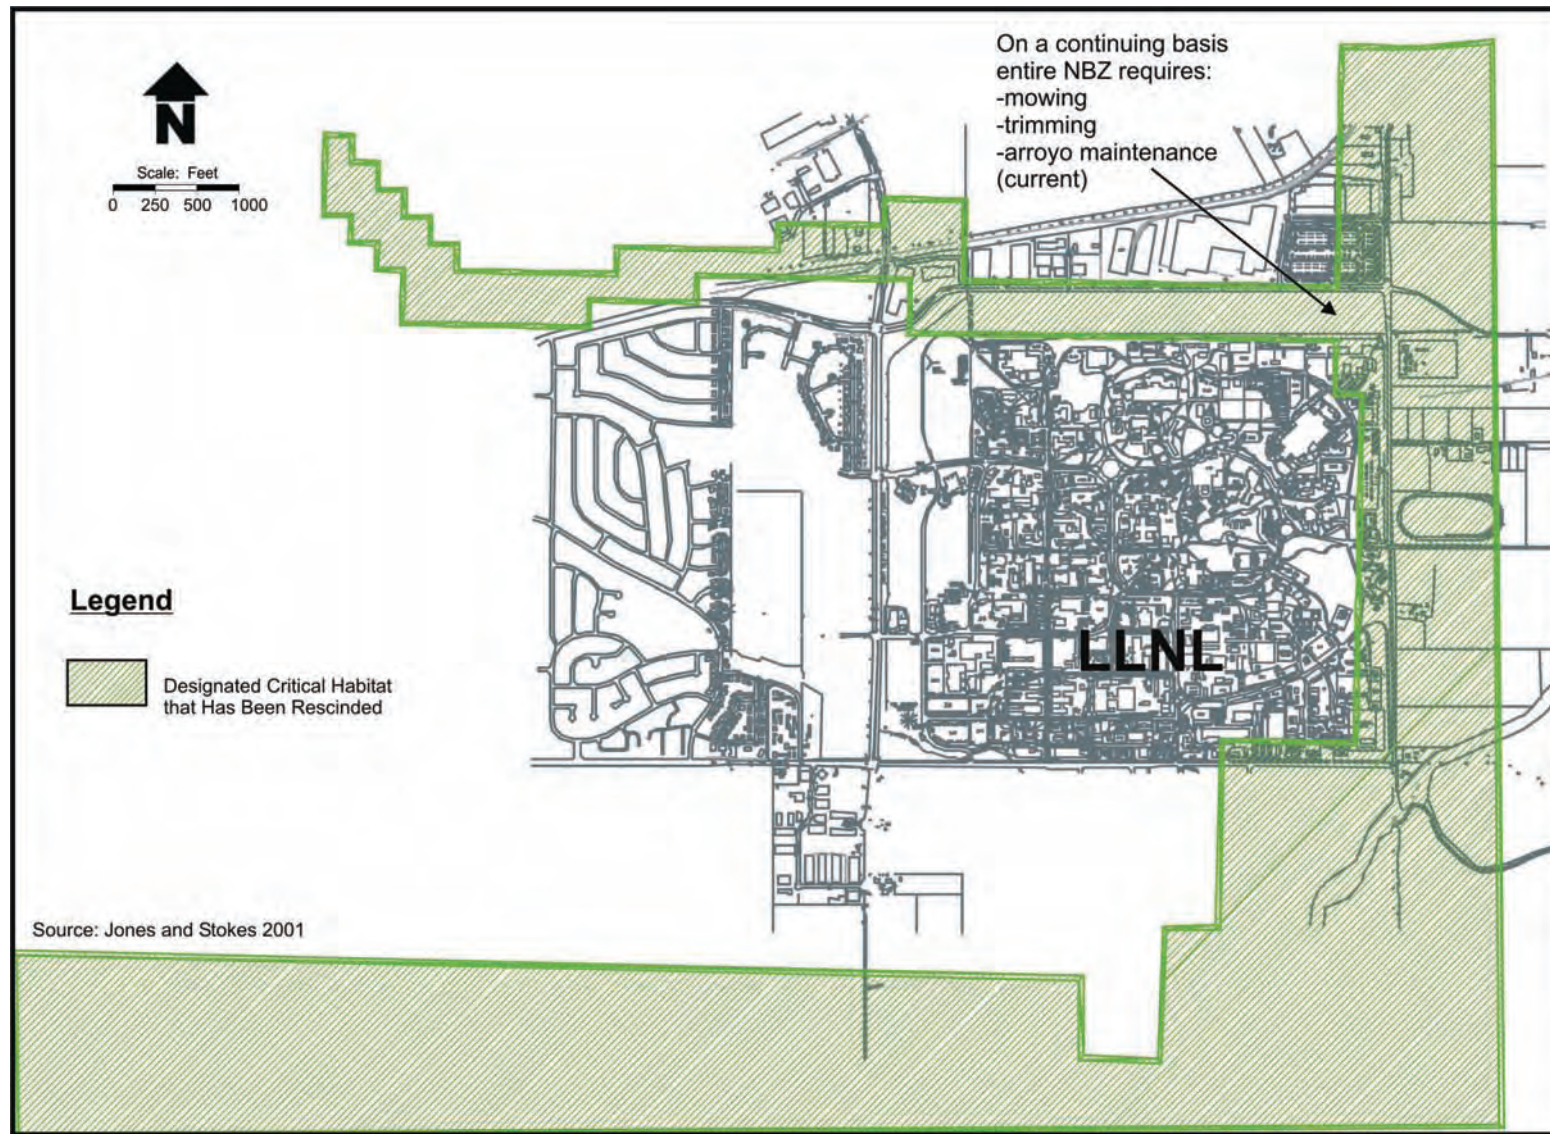 On a continuing basis
entire NBZ requires:
-mowing
-trimming
-arroyo maintenance
(current)
N
Scale: Feet
0 250 500 1000
Legend
Designated Critical Habitat
that Has Been Rescinded
LLNL
Source: Jones and Stokes 2001